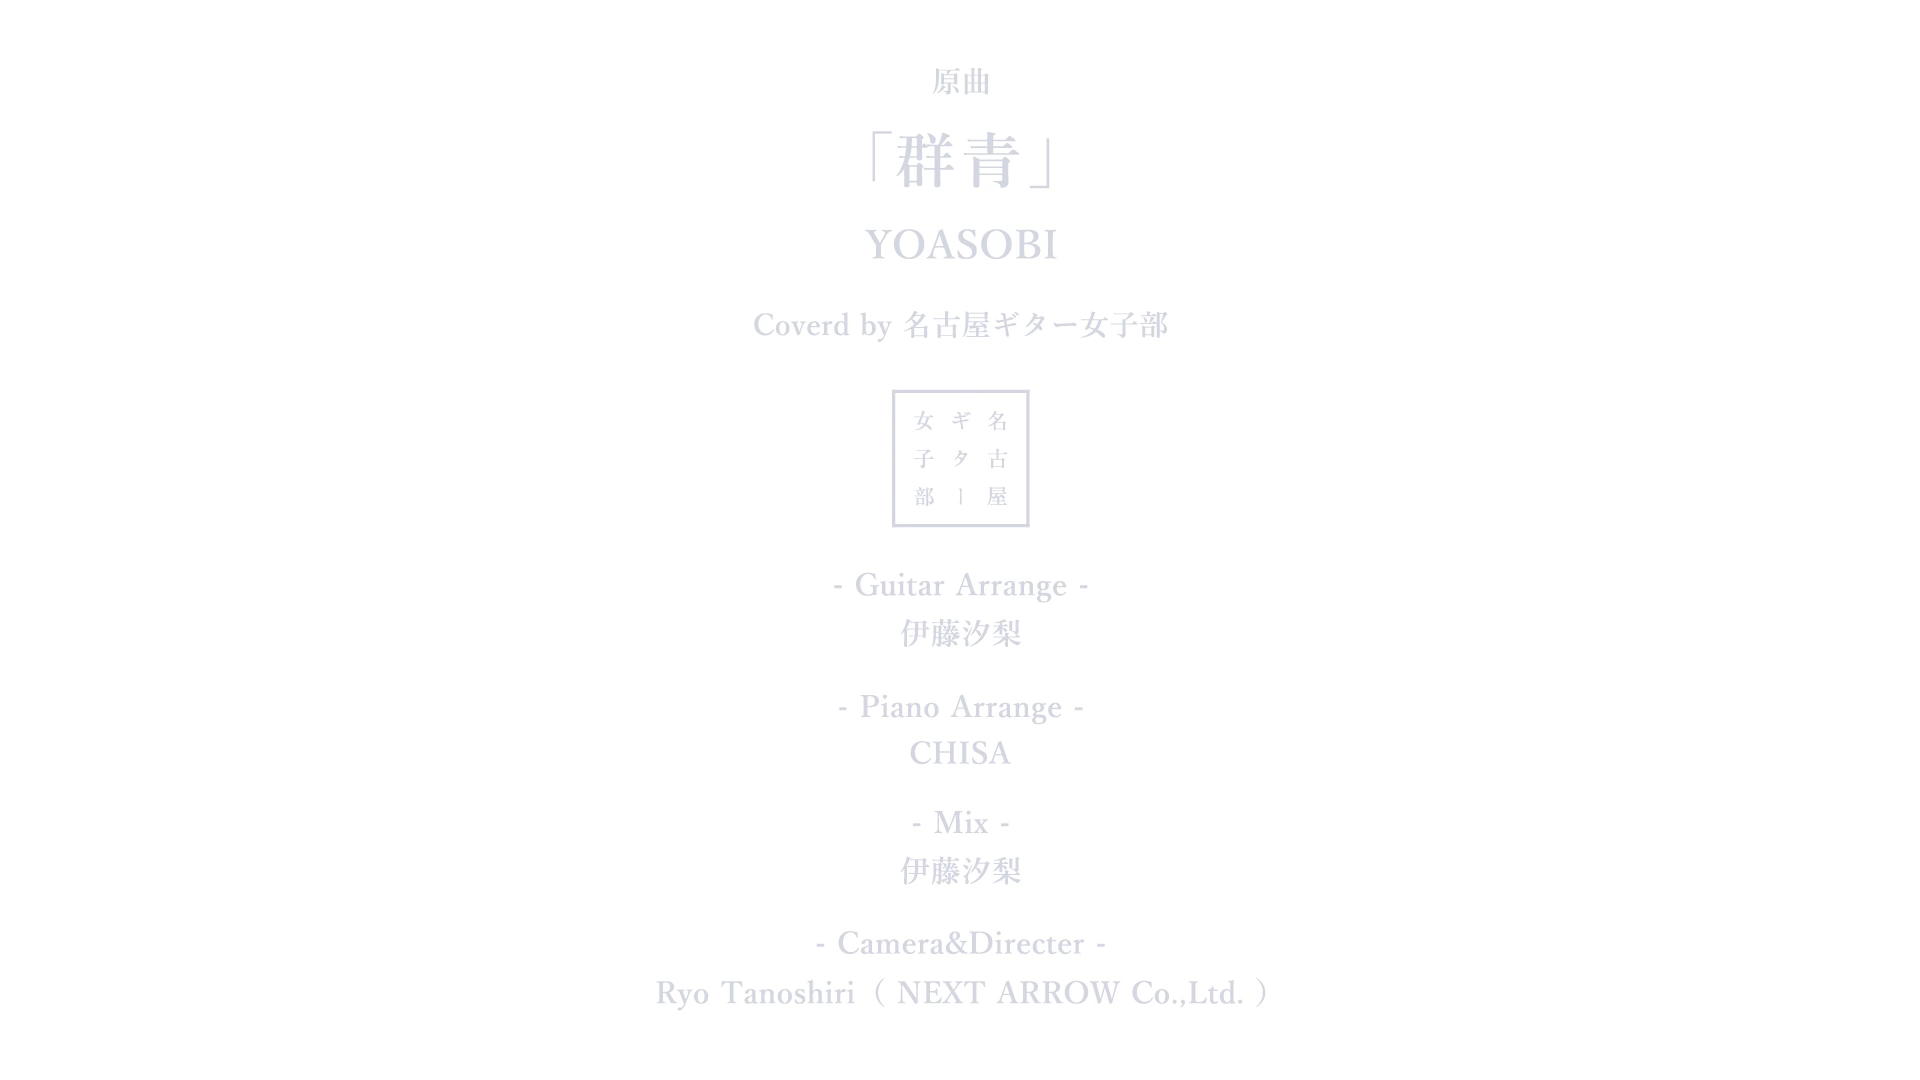 原曲
「群青」
YOASOBI
Coverd by 名古屋ギター女子部
名古屋
ギター
女子部
- Guitar Arrange -
伊藤汐梨
- Piano Arrange -
CHISA
- Mix -
伊藤汐梨
- Camera&Directer -
Ryo Tanoshiri（ NEXT ARROW Co.,Ltd. ）